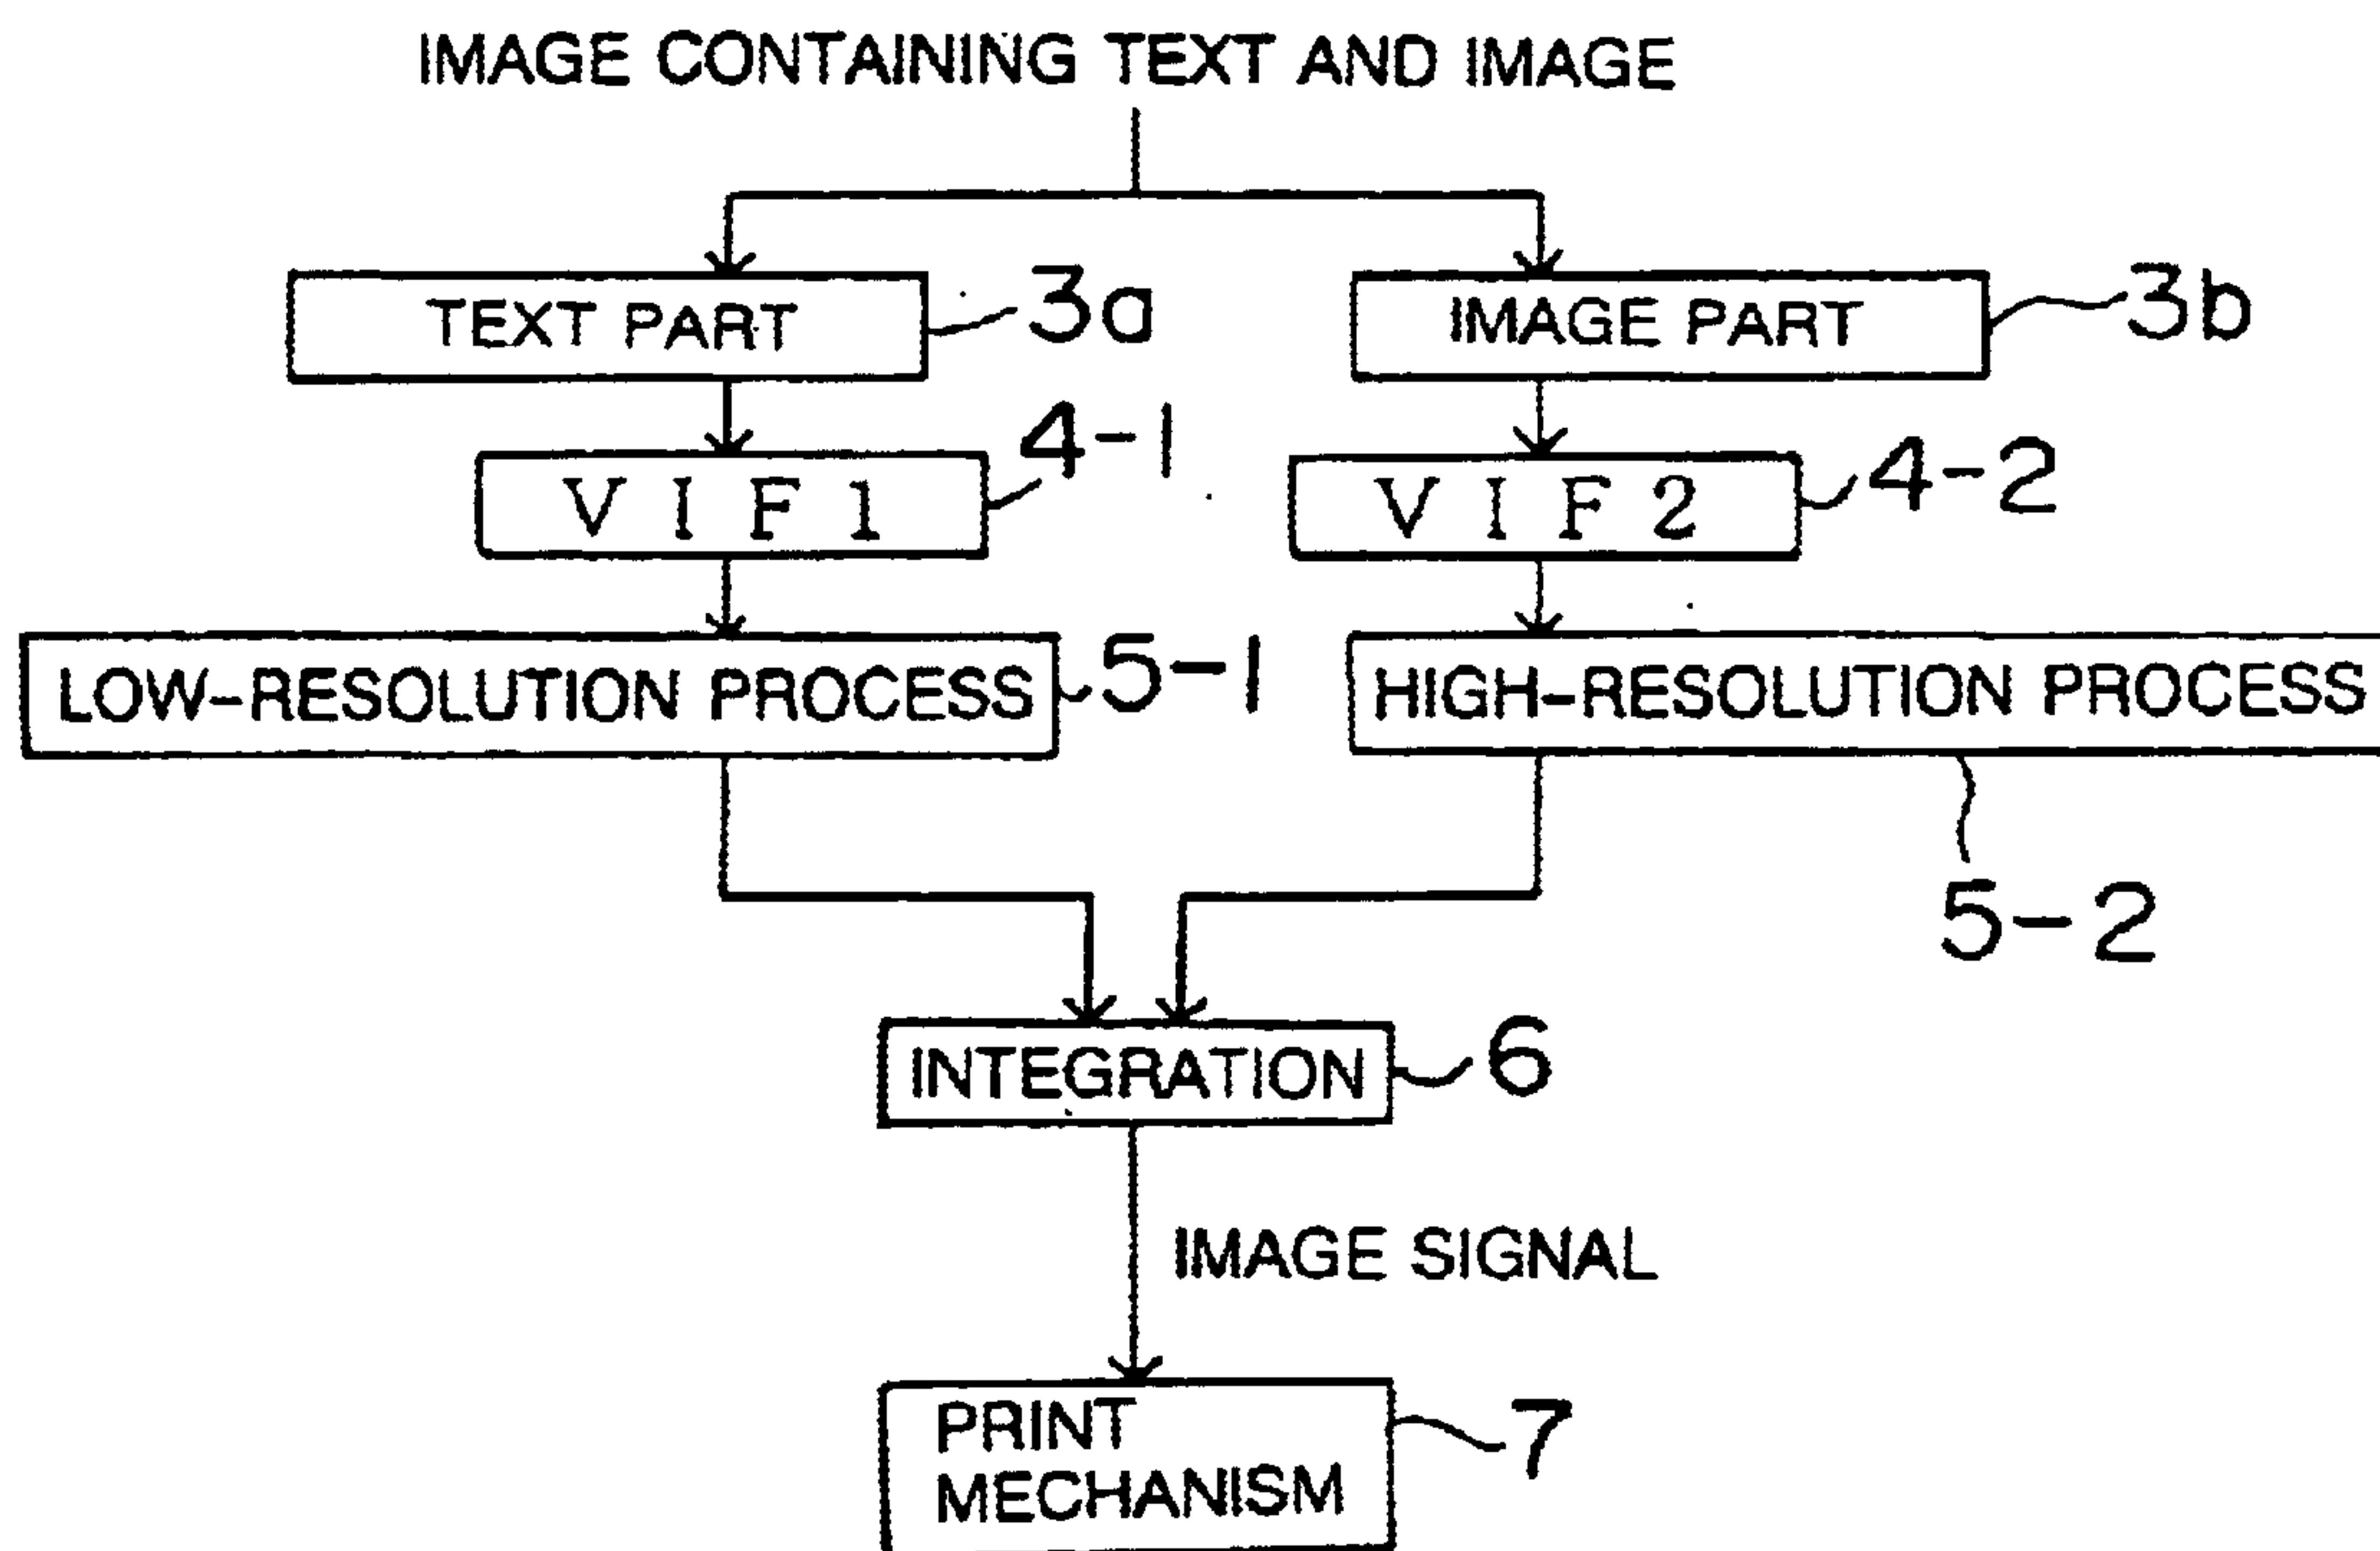 IMAGE CONTAINING TEXT AND IMAGE
TEXT PART
3a
IMAGE PART
3b
VIF1
4-1
VIF2
4-2
LOW-RESOLUTION PROCESS
5-1
HIGH-RESOLUTION PROCESS
5-2
INTEGRATION
6
IMAGE SIGNAL
PRINT
MECHANISM
7